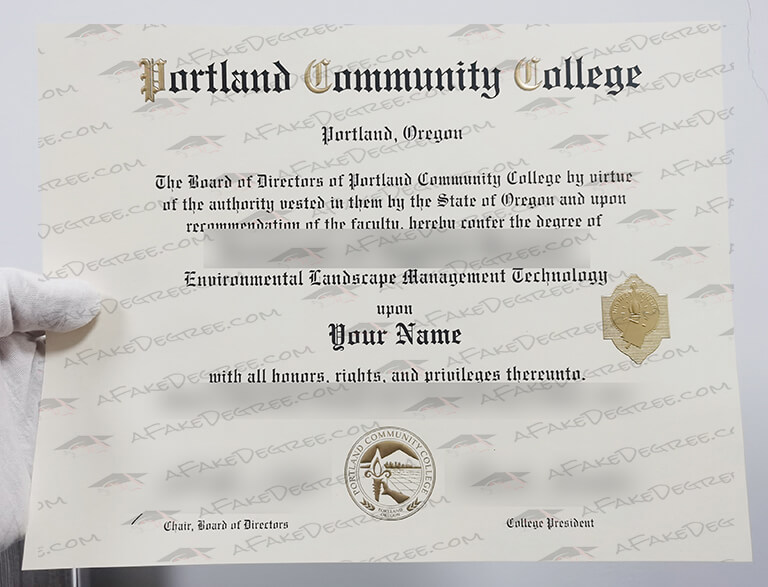 Portland Community College
Portland, Oregon
The Board of Directors of Portland Community College by virtue
of the authority vested in them by the State of Oregon and upon
recommendation of the faculty, hereby confer the degree of
Environmental Landscape Management Technology
upon
Your Name
with all honors, rights, and privileges thereunto.
PORTLAND COMMUNITY COLLEGE
PORTLAND
OREGON
Chair, Board of Directors
College President
AFakeDegree.com